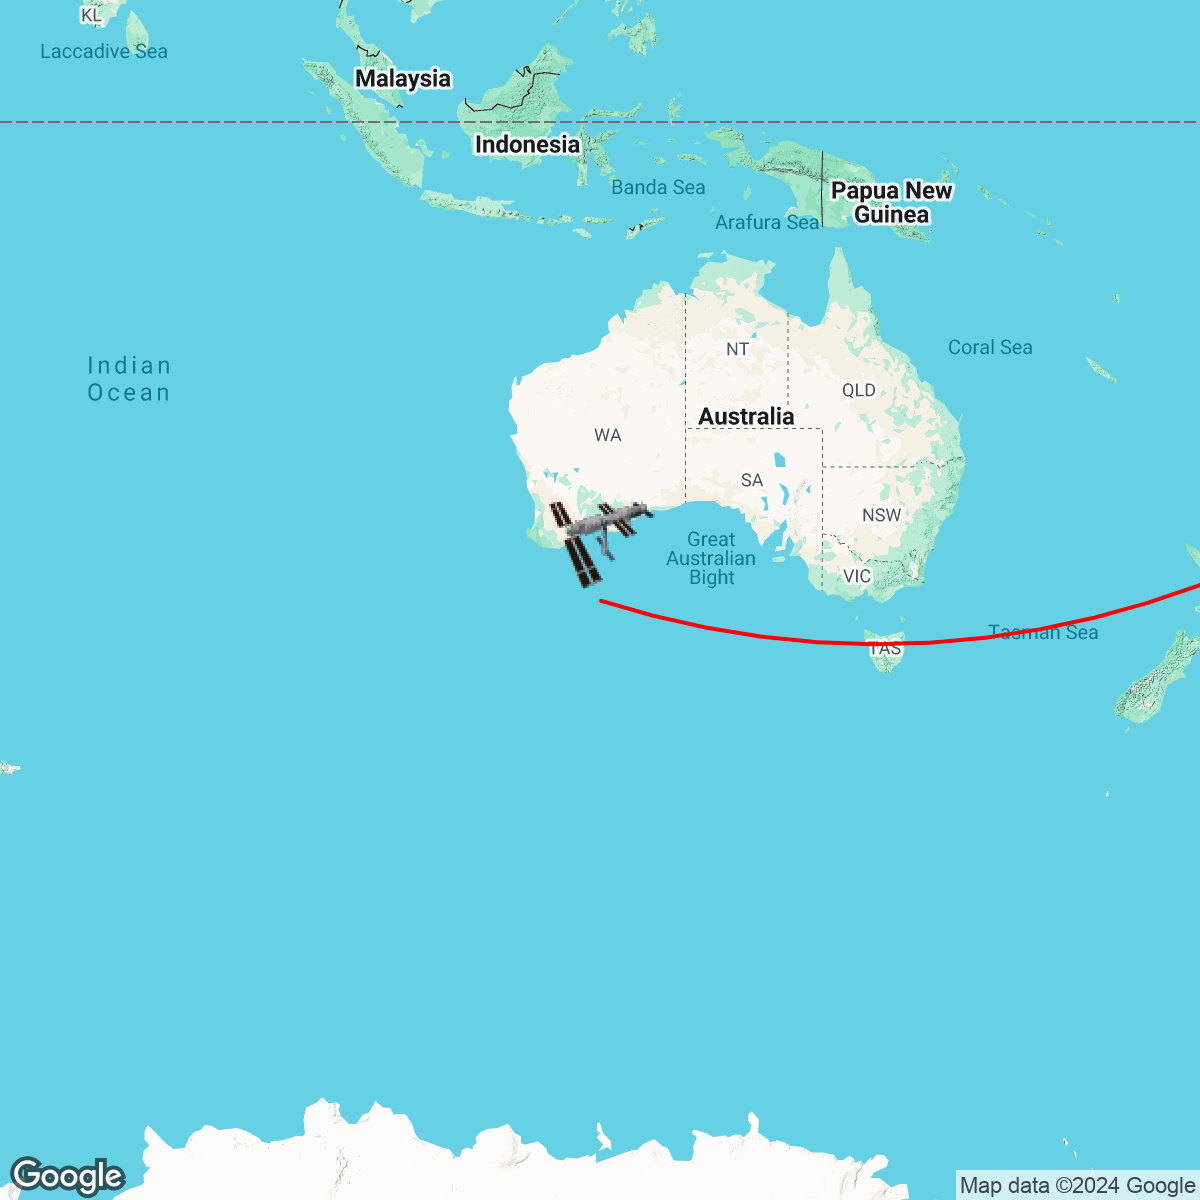 KL
Laccadive Sea
Malaysia
Indonesia
Banda Sea
Papua New
Guinea
Arafura Sea
Indian
Ocean
NT
Coral Sea
QLD
Australia
WA
SA
NSW
Great
Australian
Bight
VIC
Tasman Sea
TAS
Google
Map data ©2024 Google